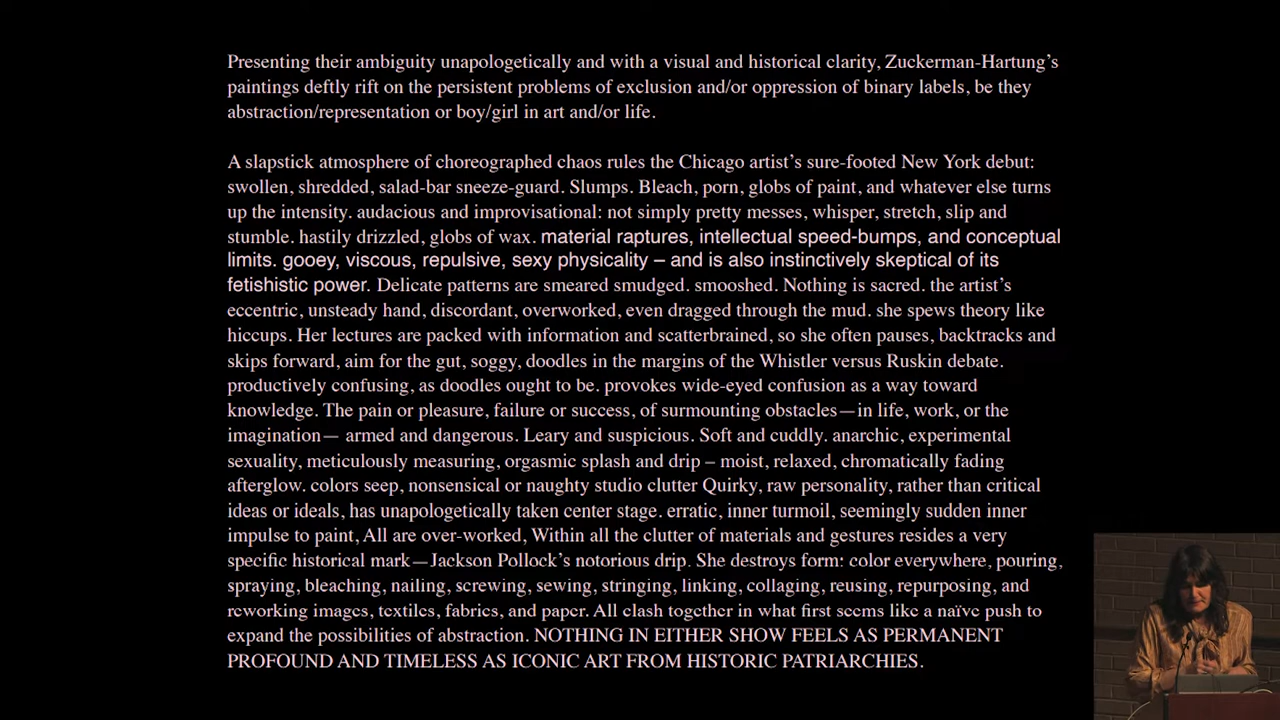 Presenting their ambiguity unapologetically and with a visual and historical clarity, Zuckerman-Hartung’s
paintings deftly rift on the persistent problems of exclusion and/or oppression of binary labels, be they
abstraction/representation or boy/girl in art and/or life.
A slapstick atmosphere of choreographed chaos rules the Chicago artist’s sure-footed New York debut:
swollen, shredded, salad-bar sneeze-guard. Slumps. Bleach, porn, globs of paint, and whatever else turns
up the intensity. audacious and improvisational: not simply pretty messes, whisper, stretch, slip and
stumble. hastily drizzled, globs of wax. material raptures, intellectual speed-bumps, and conceptual
limits. gooey, viscous, repulsive, sexy physicality – and is also instinctively skeptical of its
fetishistic power. Delicate patterns are smeared smudged. smooshed. Nothing is sacred. the artist’s
eccentric, unsteady hand, discordant, overworked, even dragged through the mud. she spews theory like
hiccups. Her lectures are packed with information and scatterbrained, so she often pauses, backtracks and
skips forward, aim for the gut, soggy, doodles in the margins of the Whistler versus Ruskin debate.
productively confusing, as doodles ought to be. provokes wide-eyed confusion as a way toward
knowledge. The pain or pleasure, failure or success, of surmounting obstacles—in life, work, or the
imagination— armed and dangerous. Leary and suspicious. Soft and cuddly. anarchic, experimental
sexuality, meticulously measuring, orgasmic splash and drip – moist, relaxed, chromatically fading
afterglow. colors seep, nonsensical or naughty studio clutter Quirky, raw personality, rather than critical
ideas or ideals, has unapologetically taken center stage. erratic, inner turmoil, seemingly sudden inner
impulse to paint, All are over-worked, Within all the clutter of materials and gestures resides a very
specific historical mark—Jackson Pollock’s notorious drip. She destroys form: color everywhere, pouring,
spraying, bleaching, nailing, screwing, sewing, stringing, linking, collaging, reusing, repurposing, and
reworking images, textiles, fabrics, and paper. All clash together in what first seems like a naïve push to
expand the possibilities of abstraction. NOTHING IN EITHER SHOW FEELS AS PERMANENT
PROFOUND AND TIMELESS AS ICONIC ART FROM HISTORIC PATRIARCHIES.